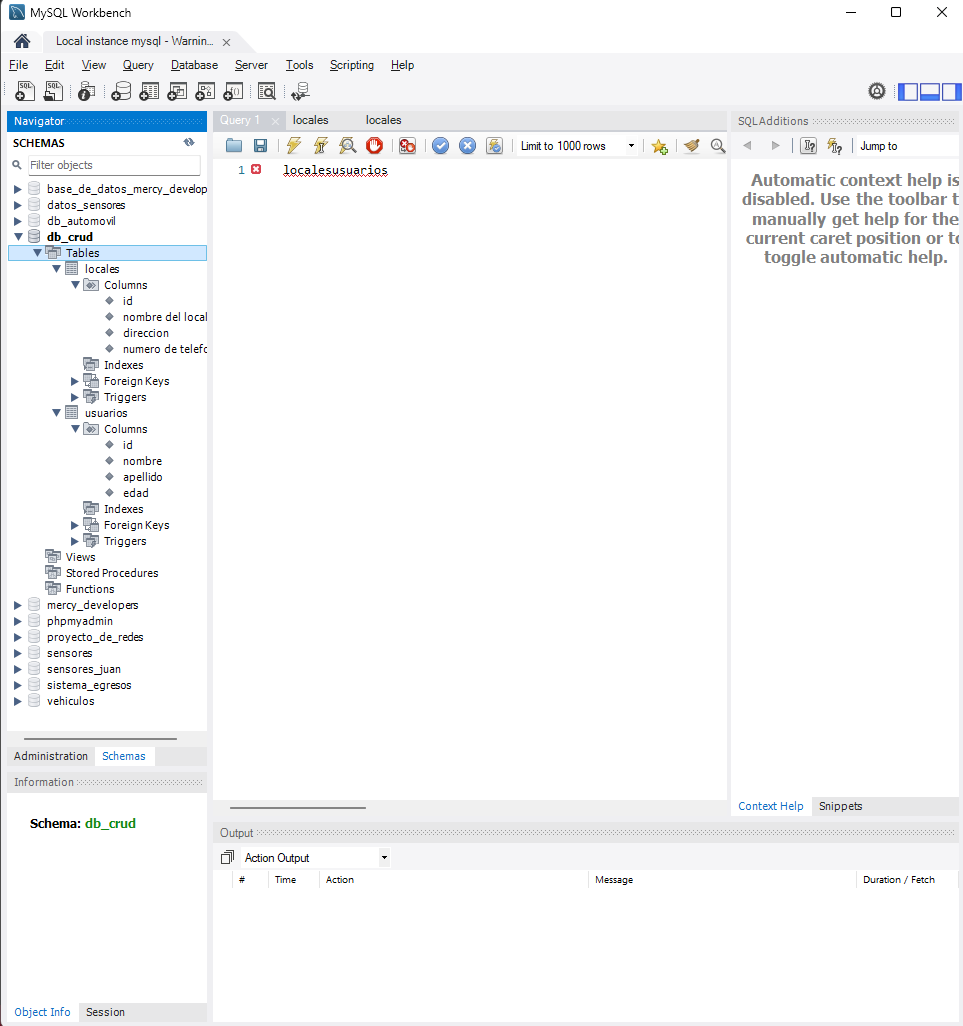 MySQL Workbench
Local instance mysql - Warnin...
File Edit View Query Database Server Tools Scripting Help
Navigator
SCHEMAS
Filter objects
base_de_datos_mercy_develop
datos_sensores
db_automovil
db_crud
Tables
locales
Columns
id
nombre del local
direccion
numero de telefo
Indexes
Foreign Keys
Triggers
usuarios
Columns
id
nombre
apellido
edad
Indexes
Foreign Keys
Triggers
Views
Stored Procedures
Functions
mercy_developers
phpmyadmin
proyecto_de_redes
sensores
sensores_juan
sistema_egresos
vehiculos
Administration Schemas
Information
Schema: db_crud
Object Info Session
Query 1 locales locales
Limit to 1000 rows
1 localesusuarios
SQLAdditions
Jump to
Automatic context help is
disabled. Use the toolbar t
manually get help for the
current caret position or to
toggle automatic help.
Context Help Snippets
Output
Action Output
# Time Action Message Duration / Fetch